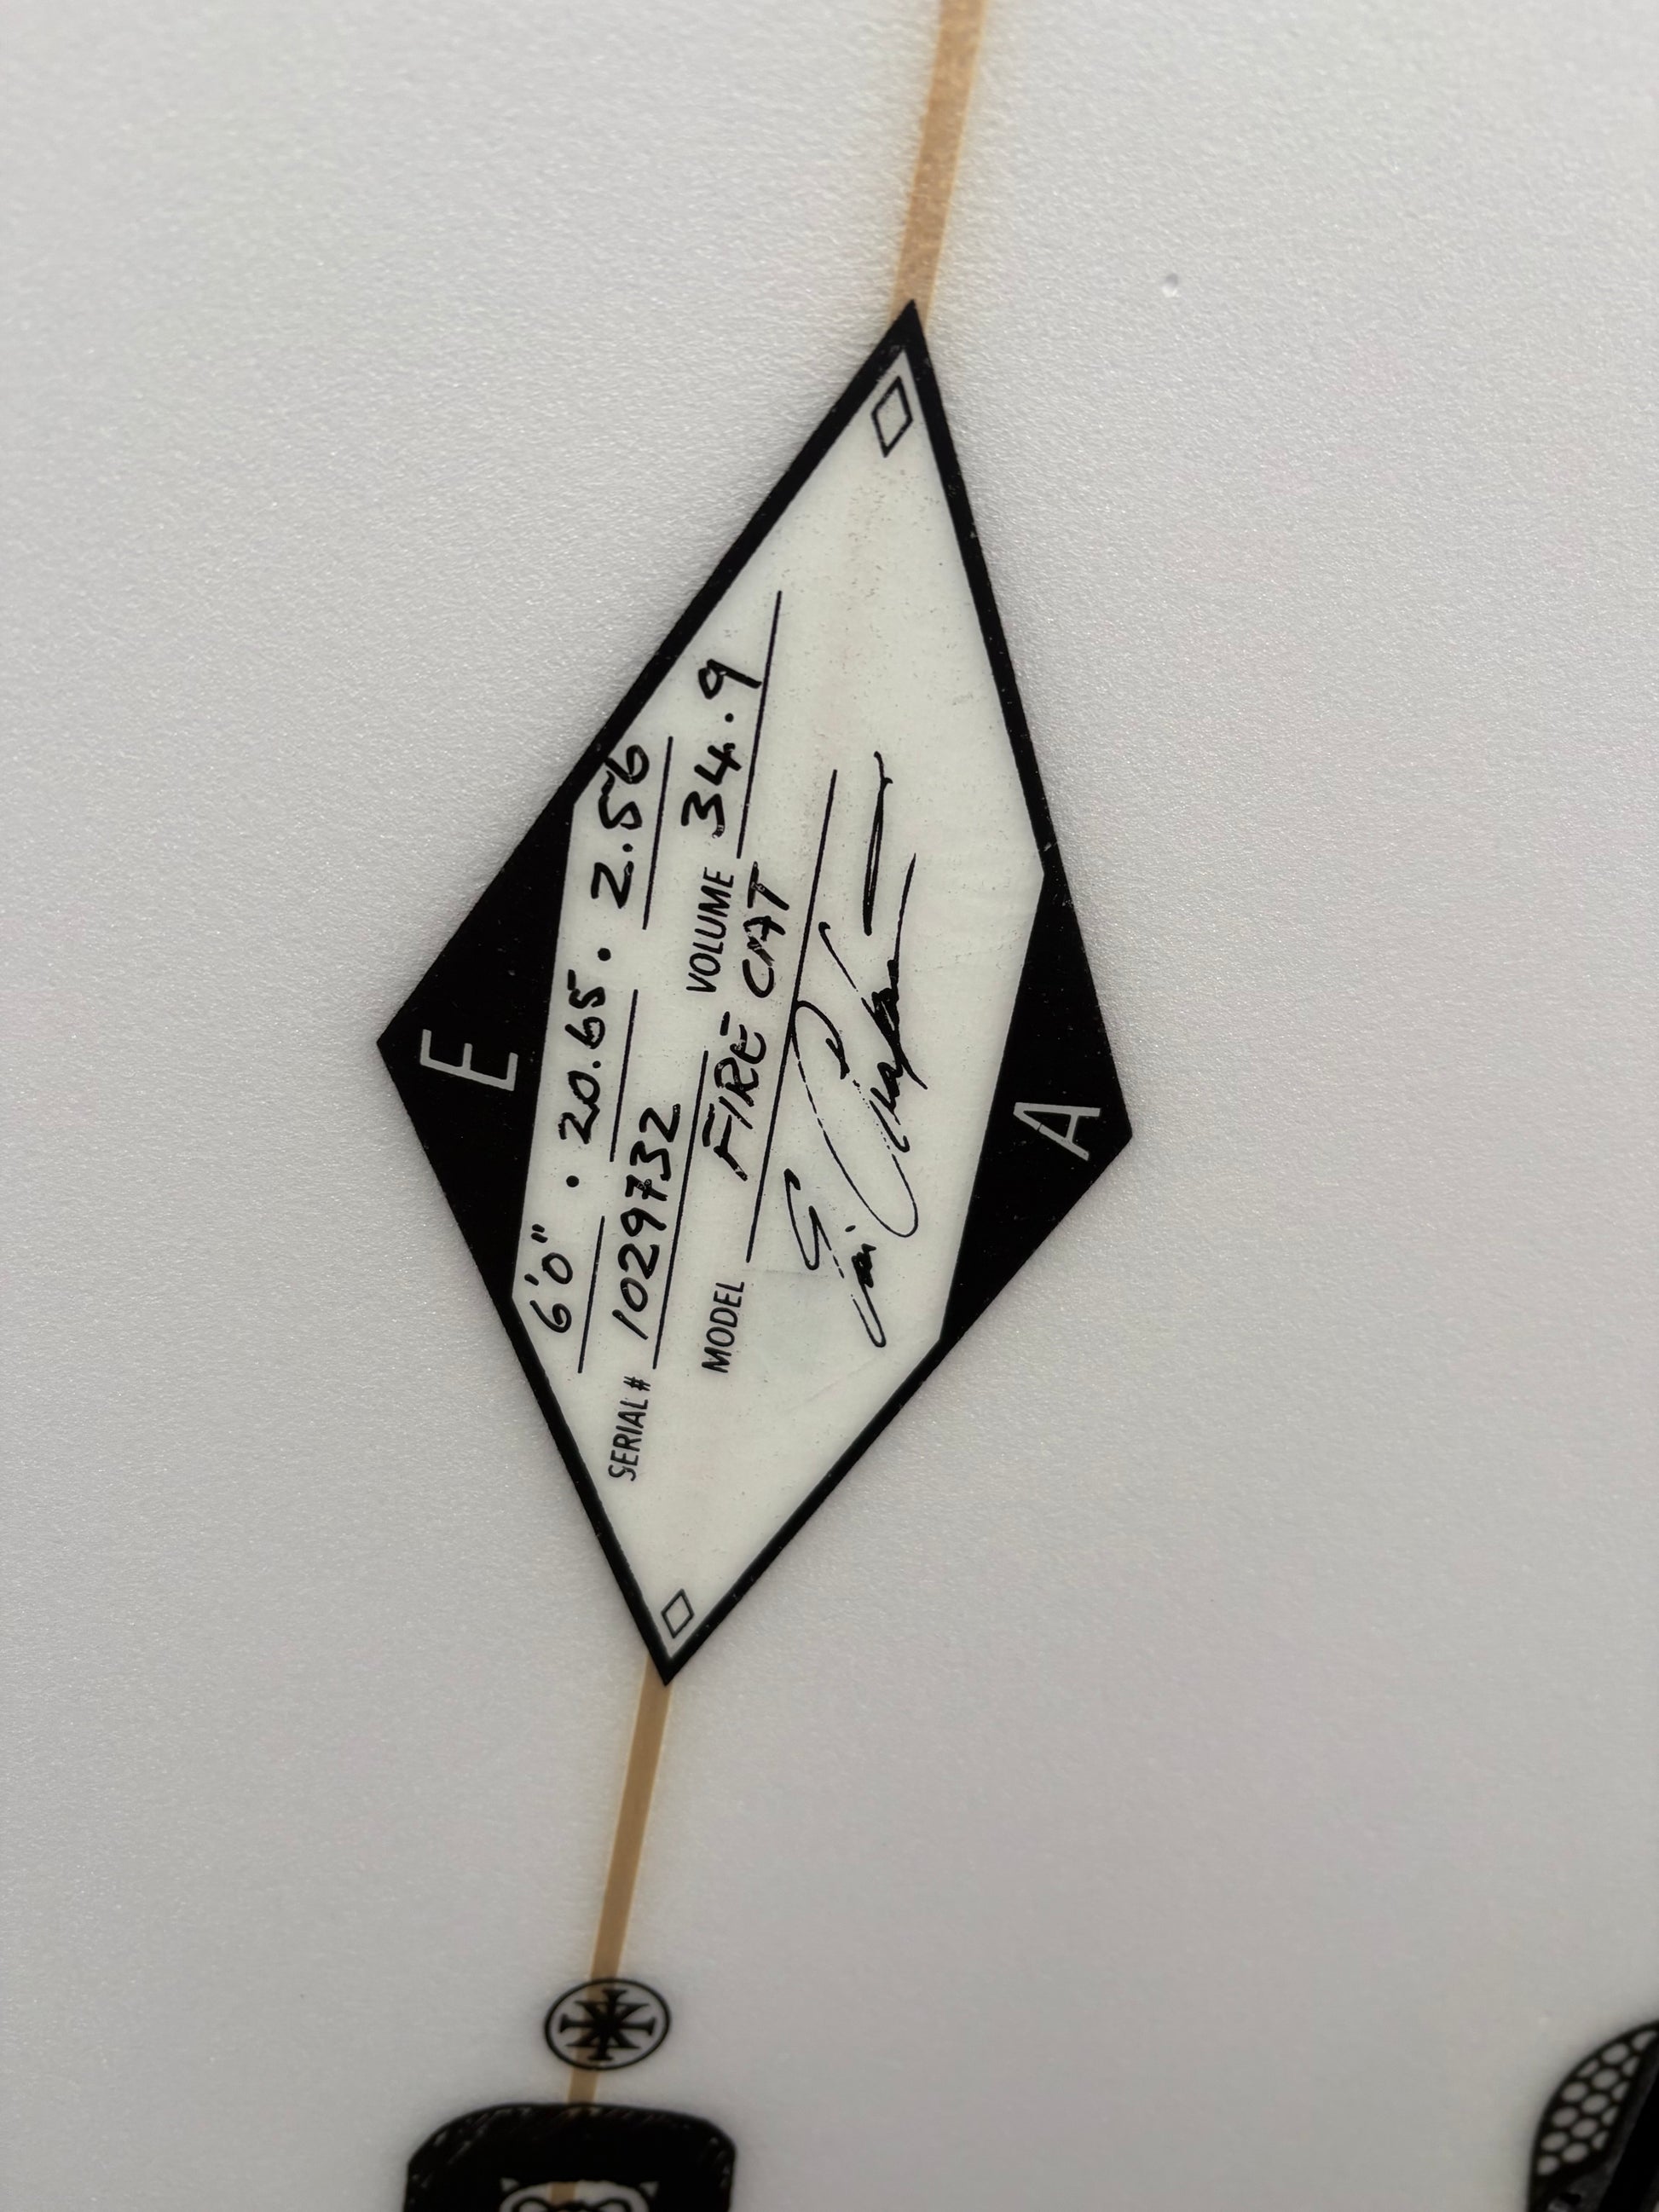 E
6'0" . 20.65 . 2.56
SERIAL # 1029732 VOLUME 34.9
MODEL FIRE CAT
A